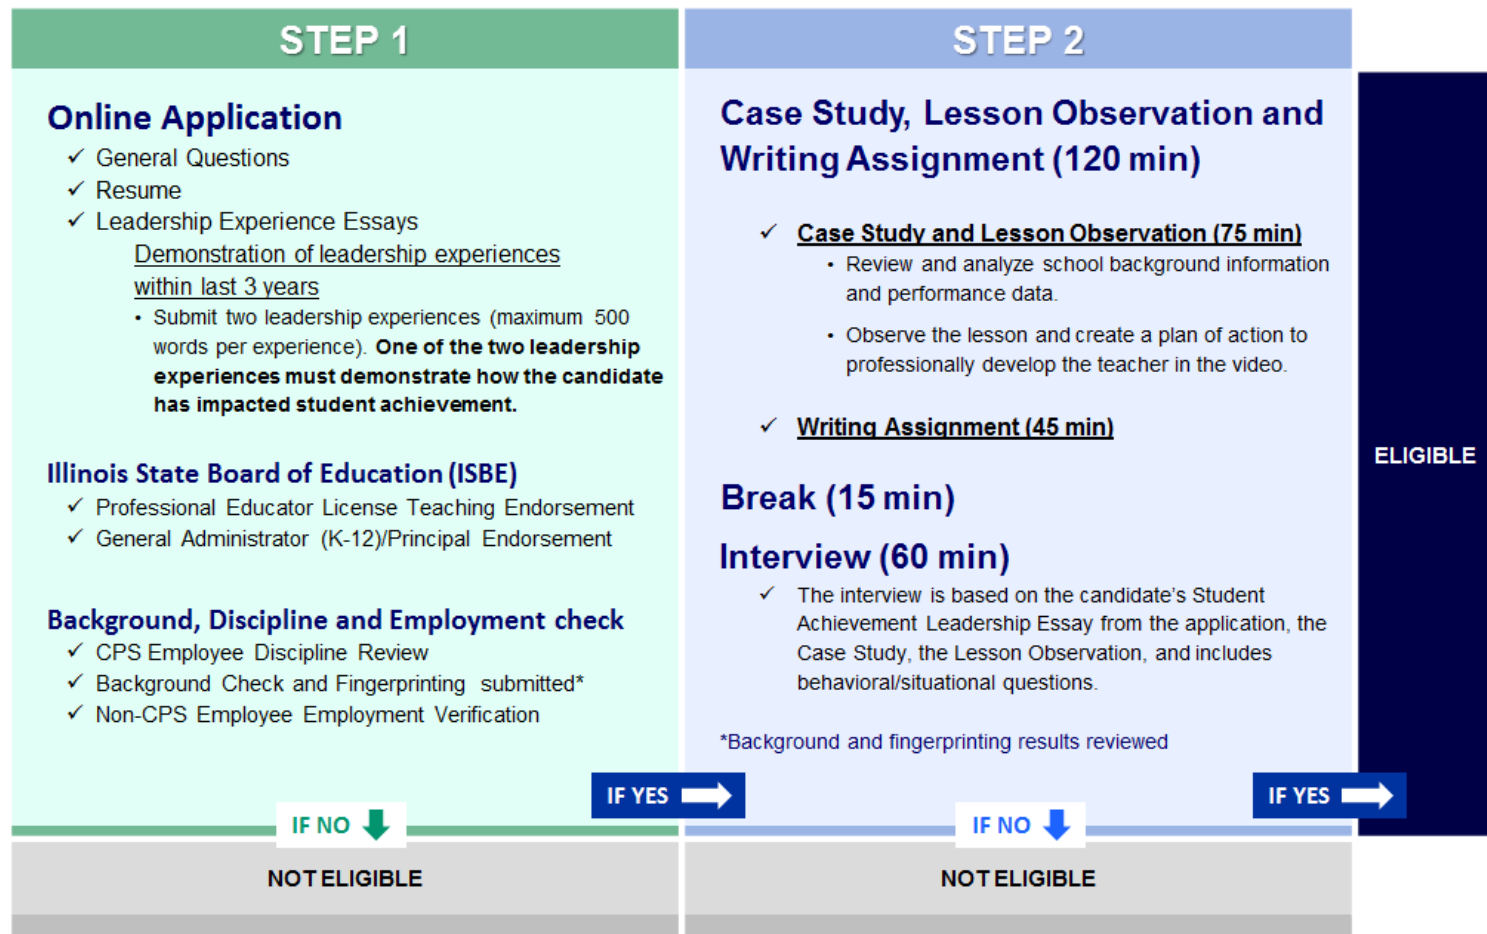 STEP 1
Online Application
✓ General Questions
✓ Resume
✓ Leadership Experience Essays
Demonstration of leadership experiences
within last 3 years
• Submit two leadership experiences (maximum 500
words per experience). One of the two leadership
experiences must demonstrate how the candidate
has impacted student achievement.
Illinois State Board of Education (ISBE)
✓ Professional Educator License Teaching Endorsement
✓ General Administrator (K-12)/Principal Endorsement
Background, Discipline and Employment check
✓ CPS Employee Discipline Review
✓ Background Check and Fingerprinting submitted*
✓ Non-CPS Employee Employment Verification
IF YES
IF NO
NOT ELIGIBLE
STEP 2
Case Study, Lesson Observation and
Writing Assignment (120 min)
✓ Case Study and Lesson Observation (75 min)
• Review and analyze school background information
and performance data.
• Observe the lesson and create a plan of action to
professionally develop the teacher in the video.
✓ Writing Assignment (45 min)
Break (15 min)
Interview (60 min)
✓ The interview is based on the candidate's Student
Achievement Leadership Essay from the application, the
Case Study, the Lesson Observation, and includes
behavioral/situational questions.
*Background and fingerprinting results reviewed
IF YES
IF NO
NOT ELIGIBLE
ELIGIBLE